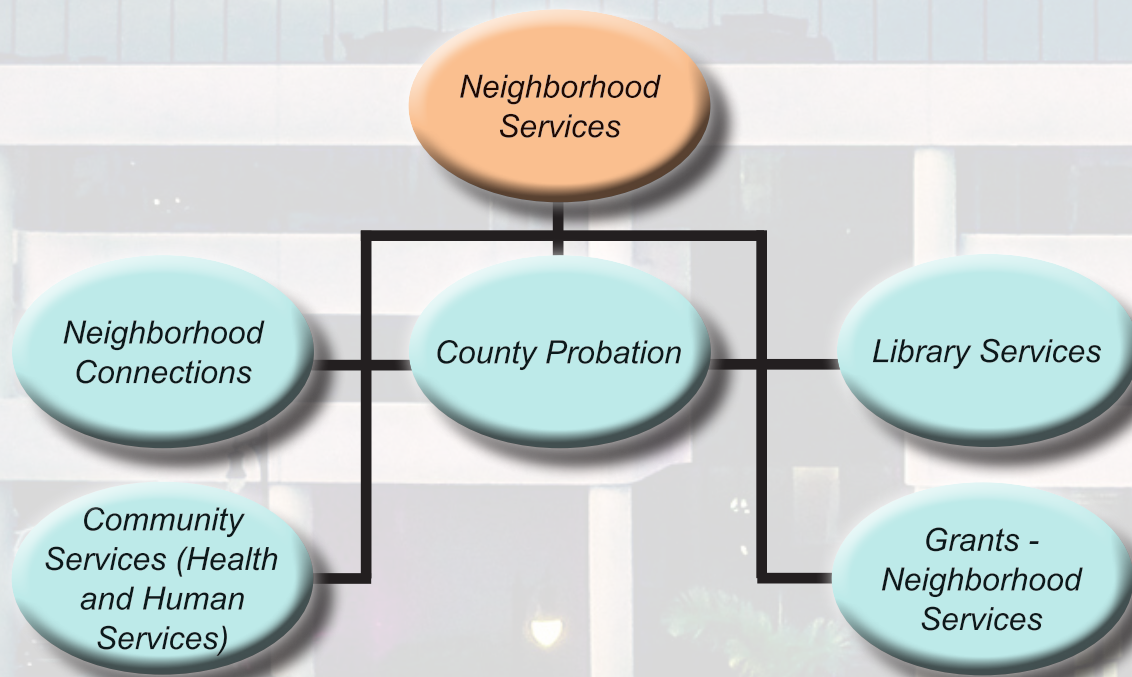 Neighborhood
Services
Neighborhood
Connections
County Probation
Library Services
Community
Services (Health
and Human
Services)
Grants -
Neighborhood
Services